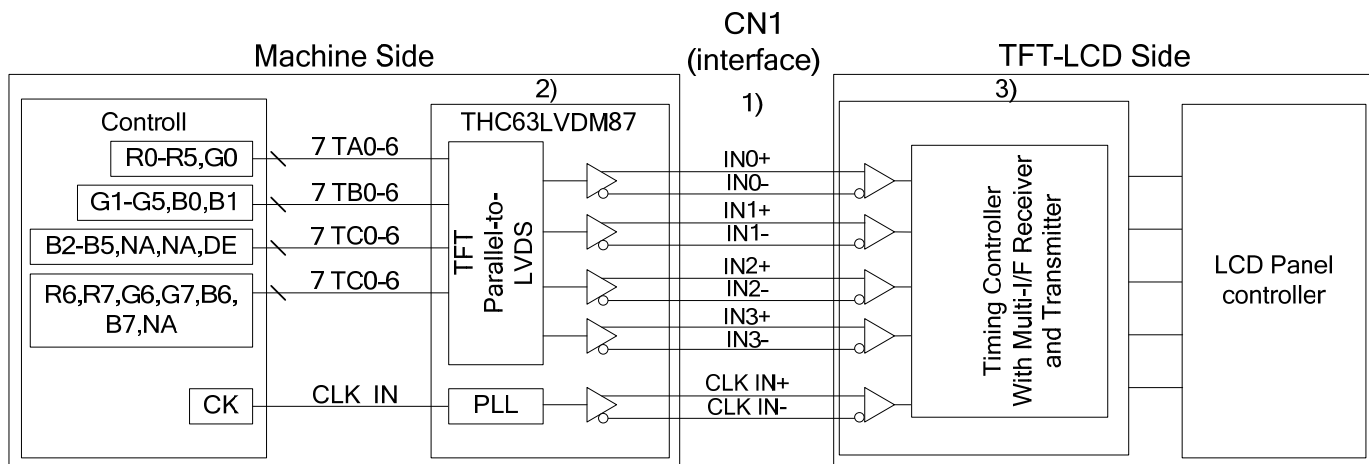 CN1
(interface)
1)
Machine Side
TFT-LCD Side
2)
3)
Controll
THC63LVDM87
R0-R5,G0
7 TA0-6
G1-G5,B0,B1
7 TB0-6
B2-B5,NA,NA,DE
7 TC0-6
R6,R7,G6,G7,B6,
B7,NA
7 TC0-6
CK
CLK IN
TFT
Parallel-to-
LVDS
PLL
IN0+
IN0-
IN1+
IN1-
IN2+
IN2-
IN3+
IN3-
CLK IN+
CLK IN-
Timing Controller
With Multi-I/F Receiver
and Transmitter
LCD Panel
controller